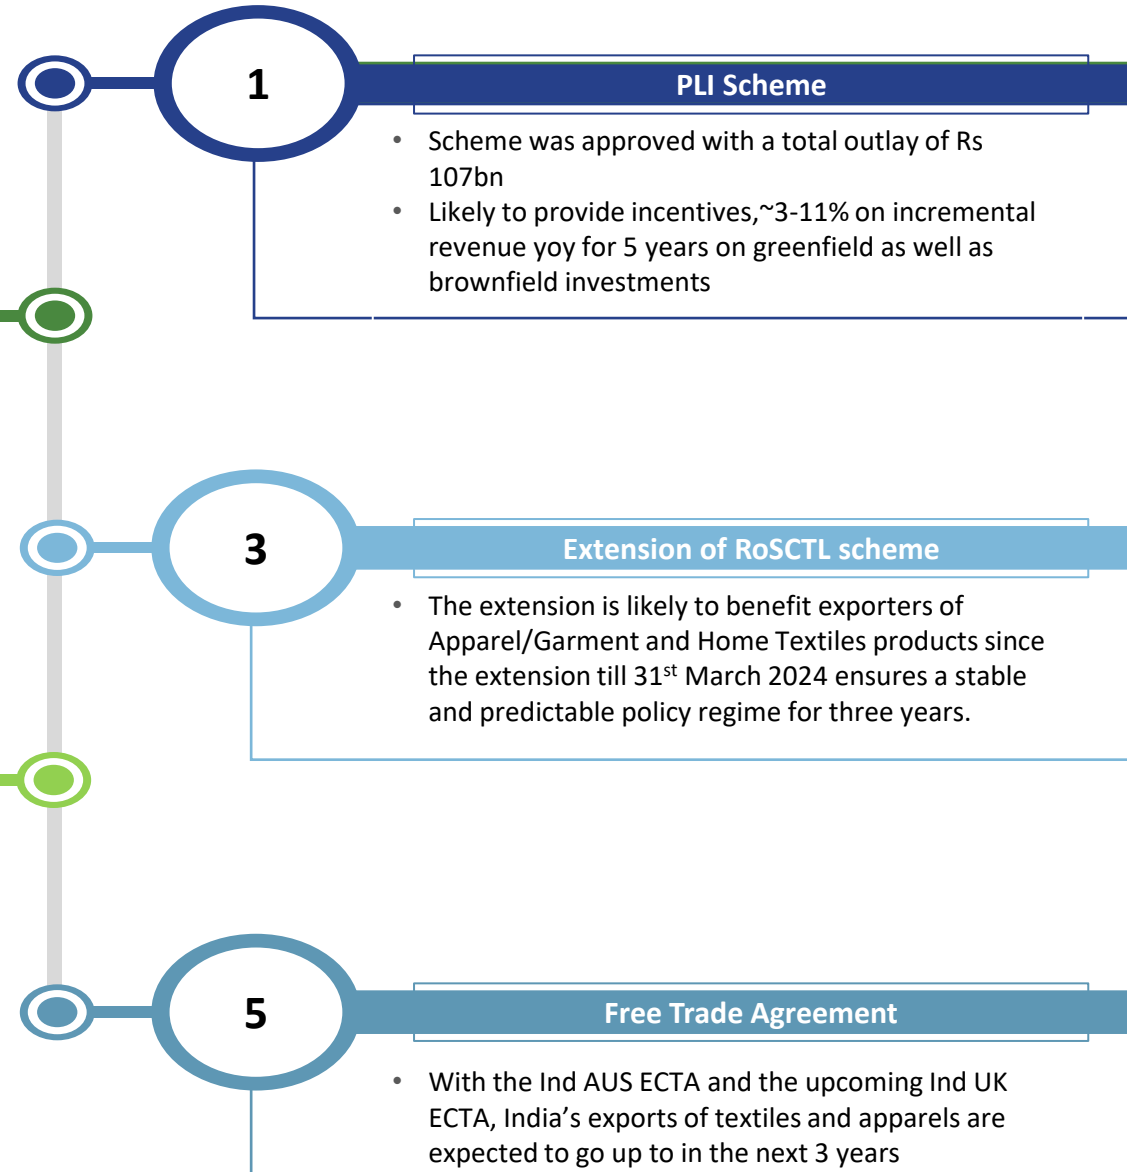 1
PLI Scheme
• Scheme was approved with a total outlay of Rs
107bn
• Likely to provide incentives,~3-11% on incremental
revenue yoy for 5 years on greenfield as well as
brownfield investments
3
Extension of RoSCTL scheme
• The extension is likely to benefit exporters of
Apparel/Garment and Home Textiles products since
the extension till 31st March 2024 ensures a stable
and predictable policy regime for three years.
5
Free Trade Agreement
• With the Ind AUS ECTA and the upcoming Ind UK
ECTA, India’s exports of textiles and apparels are
expected to go up to in the next 3 years